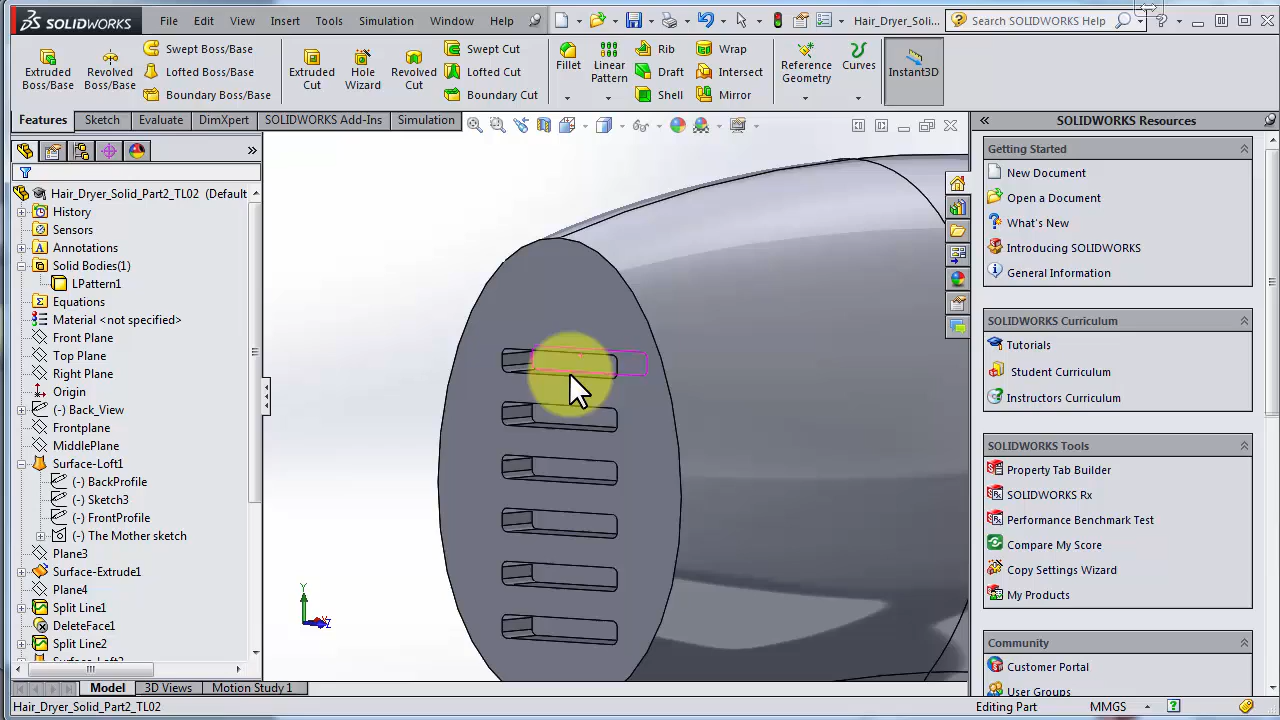 SOLIDWORKS File Edit View Insert Tools Simulation Window Help Hair_Dryer_Soli... Search SOLIDWORKS Help
Extruded Boss/Base
Revolved Boss/Base
Swept Boss/Base
Lofted Boss/Base
Boundary Boss/Base
Extruded Cut
Hole Wizard
Revolved Cut
Swept Cut
Lofted Cut
Boundary Cut
Fillet
Linear Pattern
Rib
Draft
Shell
Wrap
Intersect
Mirror
Reference Geometry
Curves
Instant3D
Features Sketch Evaluate DimXpert SOLIDWORKS Add-Ins Simulation
Hair_Dryer_Solid_Part2_TL02 (Default
History
Sensors
Annotations
Solid Bodies(1)
LPattern1
Equations
Material <not specified>
Front Plane
Top Plane
Right Plane
Origin
(-) Back_View
Frontplane
MiddlePlane
Surface-Loft1
(-) BackProfile
(-) Sketch3
(-) FrontProfile
(-) The Mother sketch
Plane3
Surface-Extrude1
Plane4
Split Line1
DeleteFace1
Split Line2
Y
Z
SOLIDWORKS Resources
Getting Started
New Document
Open a Document
What's New
Introducing SOLIDWORKS
General Information
SOLIDWORKS Curriculum
Tutorials
Student Curriculum
Instructors Curriculum
SOLIDWORKS Tools
Property Tab Builder
SOLIDWORKS Rx
Performance Benchmark Test
Compare My Score
Copy Settings Wizard
My Products
Community
Customer Portal
User Groups
Model 3D Views Motion Study 1
Hair_Dryer_Solid_Part2_TL02 Editing Part MMGS